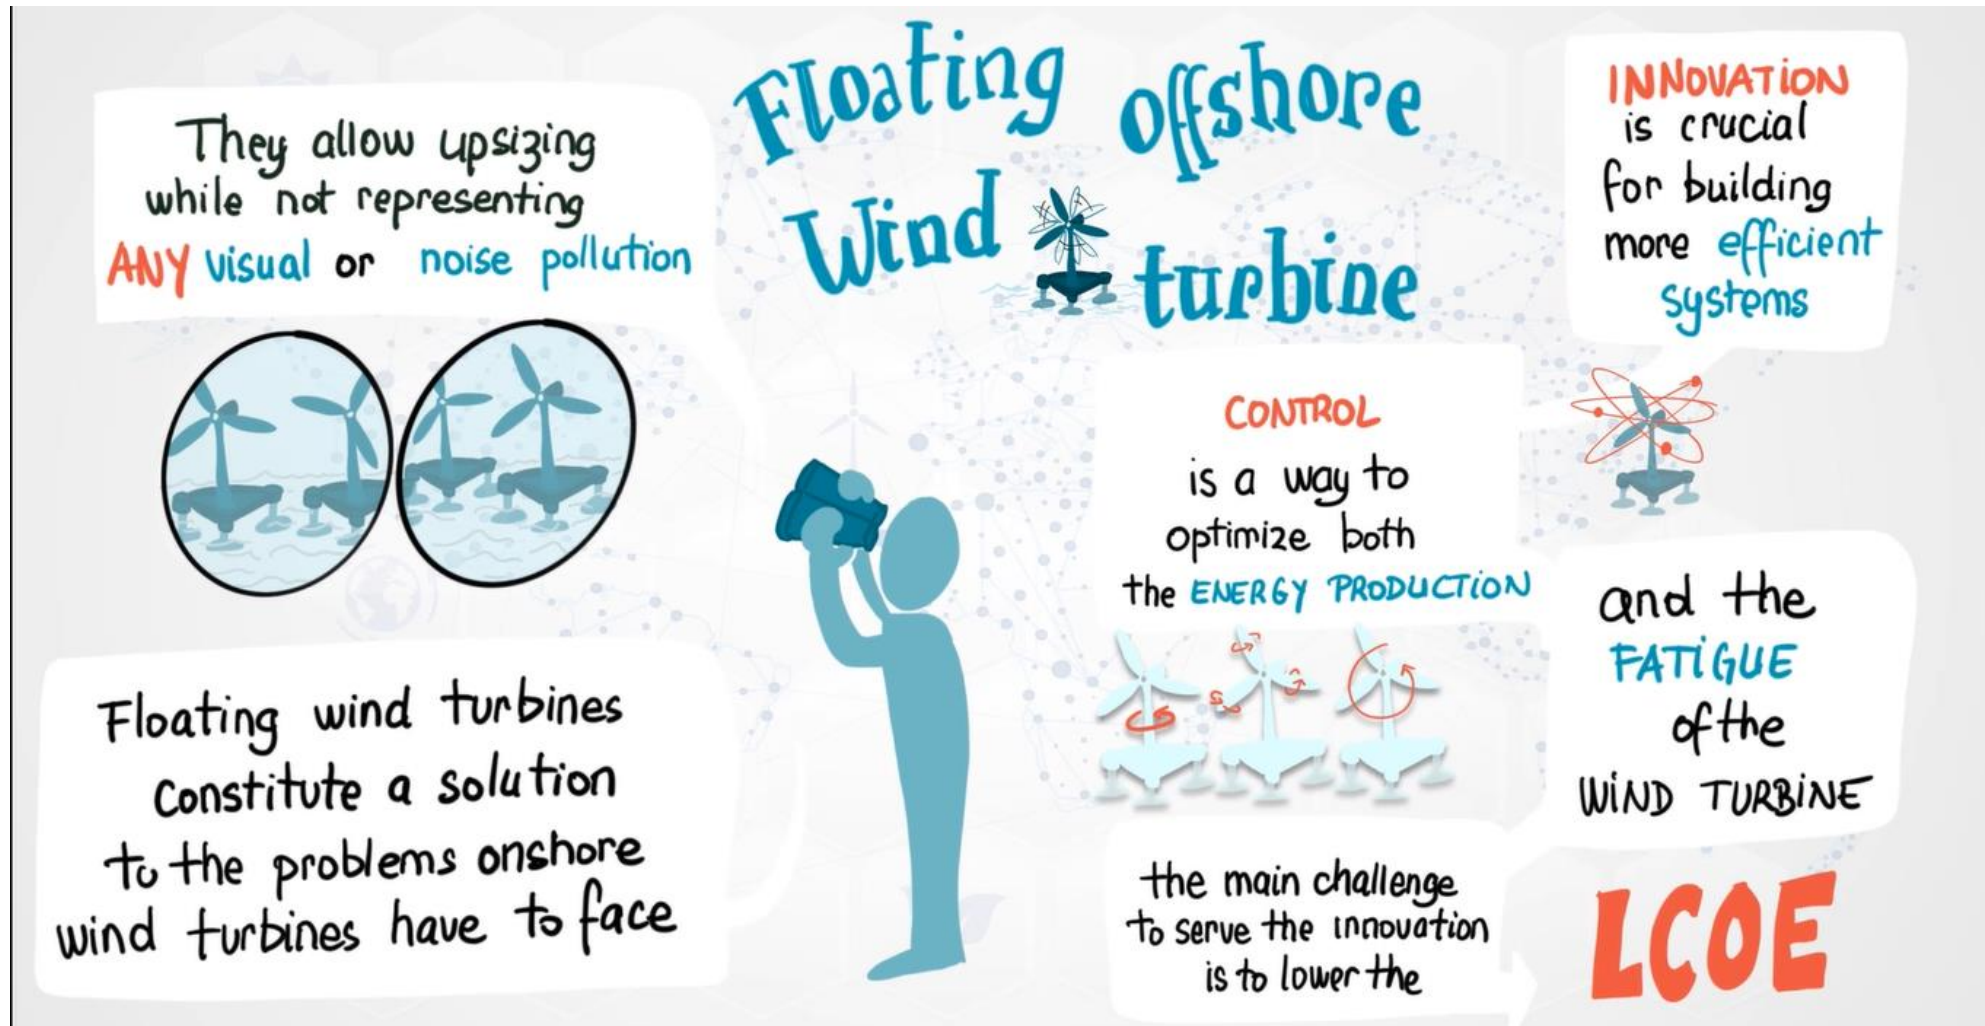 Floating offshore
Wind turbine
They allow upsizing
while not representing
ANY visual or noise pollution
Floating wind turbines
constitute a solution
to the problems onshore
wind turbines have to face
INNOVATiON
is crucial
for building
more efficient
systems
CONTROL
is a way to
optimize both
the ENERGY PRODUCTiON
and the
FATiGUE
of the
WiND TURBiNE
the main challenge
to serve the innovation
is to lower the
LCOE